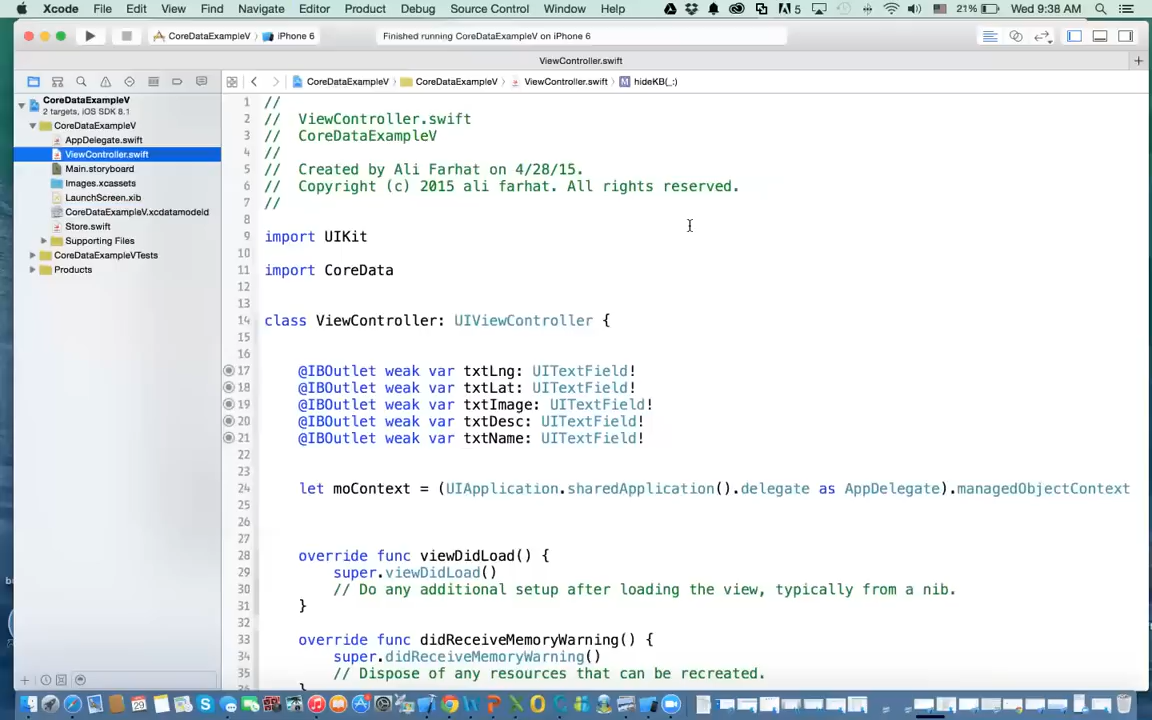 Xcode File Edit View Find Navigate Editor Product Debug Source Control Window Help 5 21% Wed 9:38 AM
CoreDataExampleV iPhone 6 Finished running CoreDataExampleV on iPhone 6
ViewController.swift
CoreDataExampleV CoreDataExampleV ViewController.swift M hideKB(_:)
CoreDataExampleV
2 targets, iOS SDK 8.1
CoreDataExampleV
AppDelegate.swift
ViewController.swift
Main.storyboard
Images.xcassets
LaunchScreen.xib
CoreDataExampleV.xcdatamodeld
Store.swift
Supporting Files
CoreDataExampleVTests
Products
1 //
2 // ViewController.swift
3 // CoreDataExampleV
4 //
5 // Created by Ali Farhat on 4/28/15.
6 // Copyright (c) 2015 ali farhat. All rights reserved.
7 //
8
9 import UIKit
10
11 import CoreData
12
13
14 class ViewController: UIViewController {
15
16
17 @IBOutlet weak var txtLng: UITextField!
18 @IBOutlet weak var txtLat: UITextField!
19 @IBOutlet weak var txtImage: UITextField!
20 @IBOutlet weak var txtDesc: UITextField!
21 @IBOutlet weak var txtName: UITextField!
22
23
24 let moContext = (UIApplication.sharedApplication().delegate as AppDelegate).managedObjectContext
25
26
27
28 override func viewDidLoad() {
29 super.viewDidLoad()
30 // Do any additional setup after loading the view, typically from a nib.
31 }
32
33 override func didReceiveMemoryWarning() {
34 super.didReceiveMemoryWarning()
35 // Dispose of any resources that can be recreated.